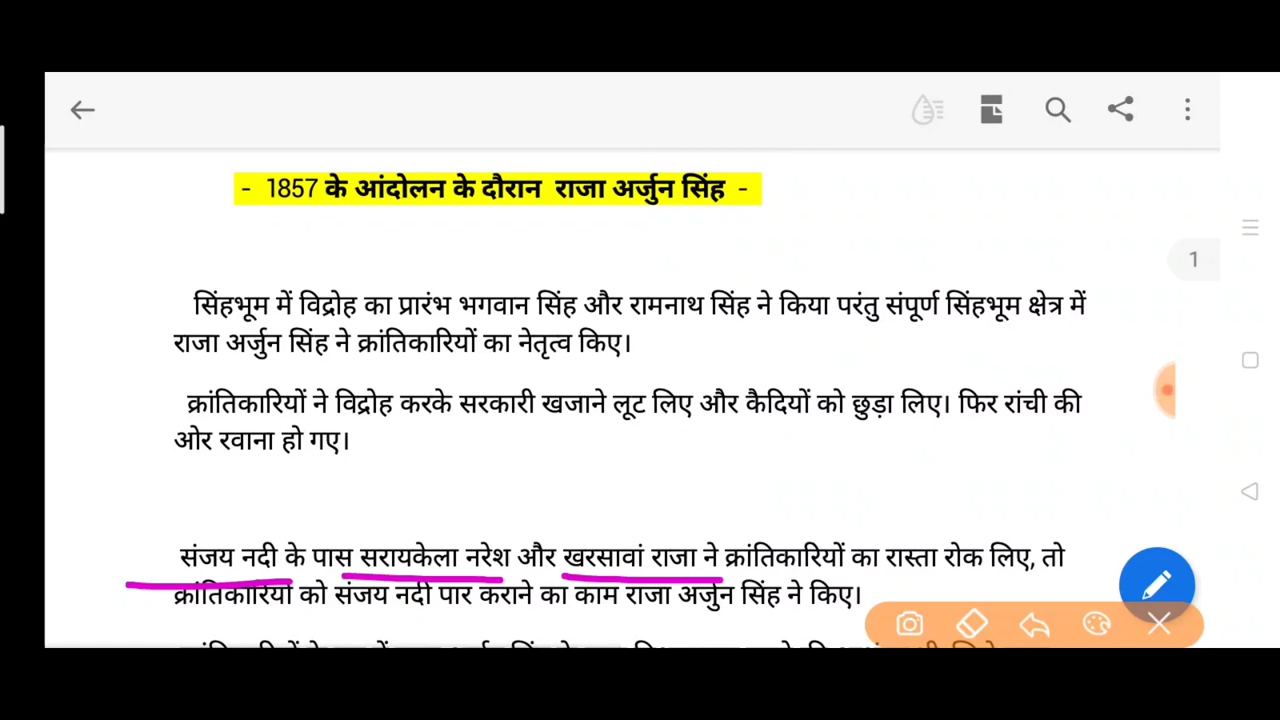 - 1857 के आंदोलन के दौरान राजा अर्जुन सिंह -
1
सिंहभूम में विद्रोह का प्रारंभ भगवान सिंह और रामनाथ सिंह ने किया परंतु संपूर्ण सिंहभूम क्षेत्र में
राजा अर्जुन सिंह ने क्रांतिकारियों का नेतृत्व किए।
क्रांतिकारियों ने विद्रोह करके सरकारी खजाने लूट लिए और कैदियों को छुड़ा लिए। फिर रांची की
ओर रवाना हो गए।
संजय नदी के पास सरायकेला नरेश और खरसावां राजा ने क्रांतिकारियों का रास्ता रोक लिए, तो
क्रांतिकारियों को संजय नदी पार कराने का काम राजा अर्जुन सिंह ने किए।